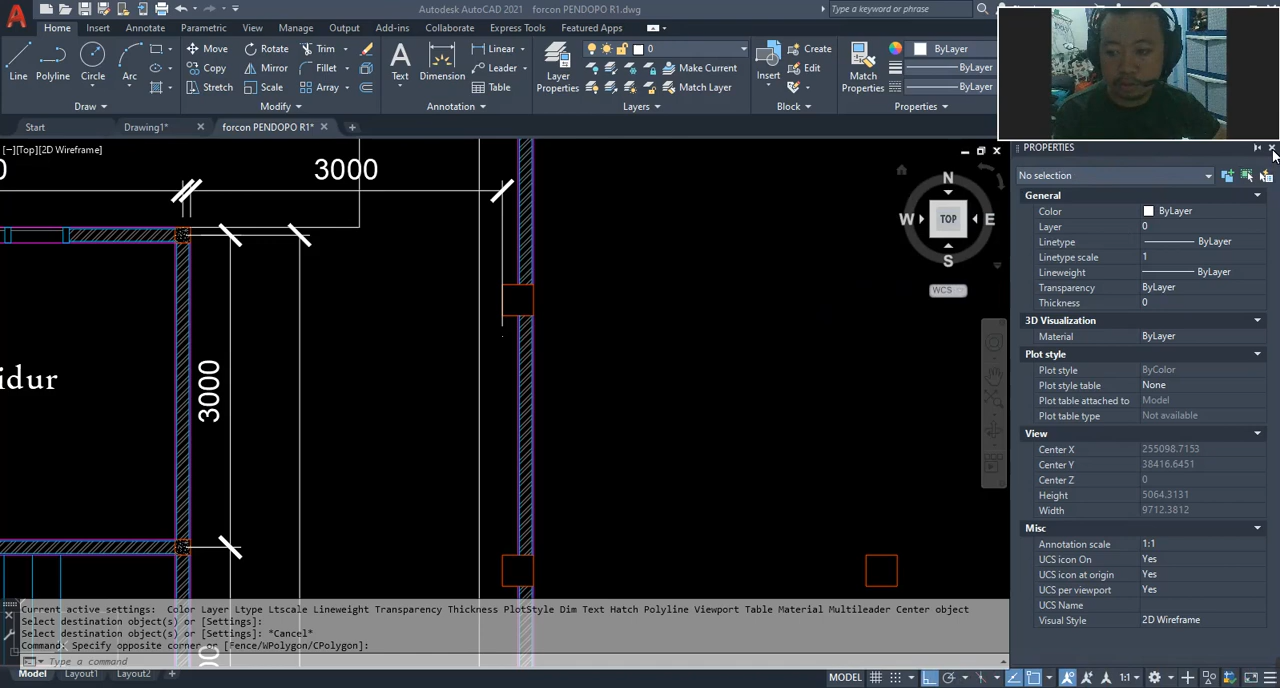 Autodesk AutoCAD 2021 forcon PENDOPO R1.dwg
Type a keyword or phrase
Home Insert Annotate Parametric View Manage Output Add-ins Collaborate Express Tools Featured Apps
Line Polyline Circle Arc
Move Rotate Trim
Copy Mirror Fillet
Stretch Scale Array
Text Dimension
Linear
Leader
Table
Layer Properties
0
Make Current
Match Layer
Insert
Create
Edit
Match Properties
ByLayer
ByLayer
ByLayer
Draw Modify Annotation Layers Block Properties
Start Drawing1* forcon PENDOPO R1*
[−][Top][2D Wireframe]
0
3000
3000
idur
N
W TOP E
S
WCS
PROPERTIES
No selection
General
Color ByLayer
Layer 0
Linetype ByLayer
Linetype scale 1
Lineweight ByLayer
Transparency ByLayer
Thickness 0
3D Visualization
Material ByLayer
Plot style
Plot style ByColor
Plot style table None
Plot table attached to Model
Plot table type Not available
View
Center X 255098.7153
Center Y 38416.6451
Center Z 0
Height 5064.3131
Width 9712.3812
Misc
Annotation scale 1:1
UCS icon On Yes
UCS icon at origin Yes
UCS per viewport Yes
UCS Name
Visual Style 2D Wireframe
Current active settings: Color Layer Ltype Ltscale Lineweight Transparency Thickness PlotStyle Dim Text Hatch Polyline Viewport Table Material Multileader Center object
Select destination object(s) or [Settings]:
Select destination object(s) or [Settings]: *Cancel*
Command: Specify opposite corner or [Fence/WPolygon/CPolygon]:
Type a command
Model Layout1 Layout2
MODEL 1:1